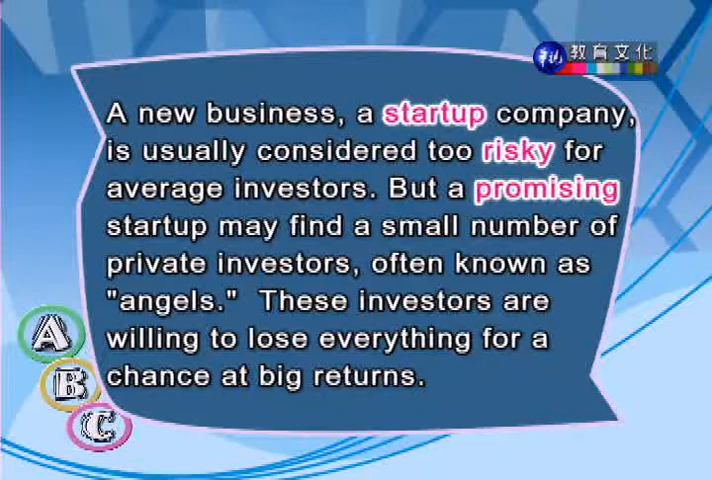 華視 教育文化
A new business, a startup company,
is usually considered too risky for
average investors. But a promising
startup may find a small number of
private investors, often known as
"angels." These investors are
willing to lose everything for a
chance at big returns.
A
B
C